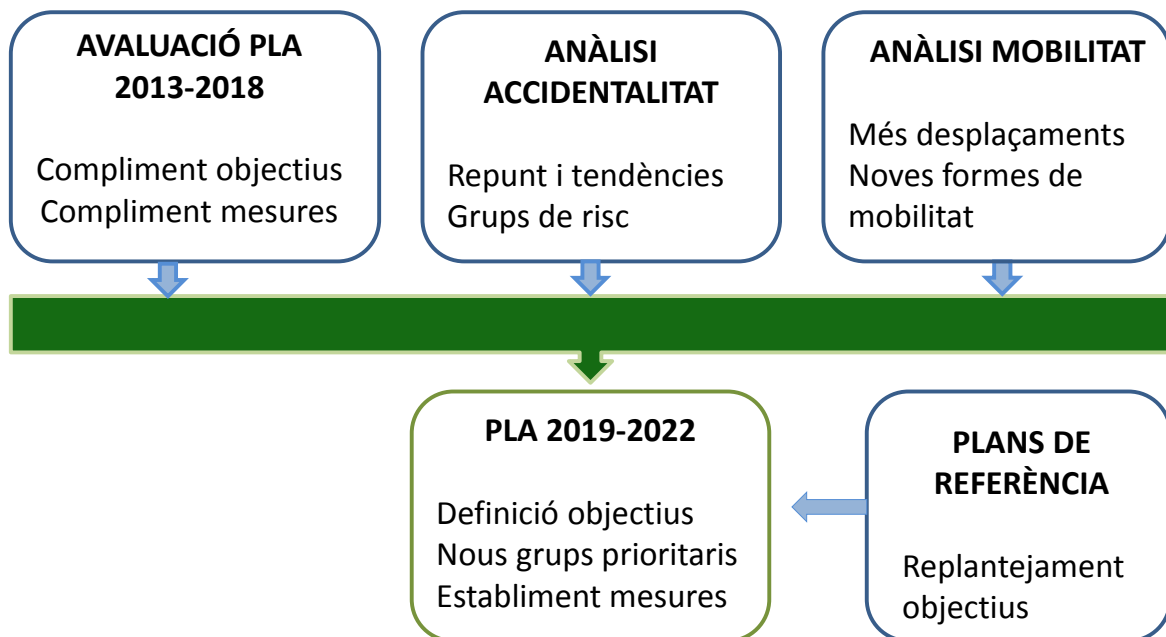 AVALUACIÓ PLA
2013-2018
Compliment objectius
Compliment mesures
ANÀLISI
ACCIDENTALITAT
Repunt i tendències
Grups de risc
ANÀLISI MOBILITAT
Més desplaçaments
Noves formes de
mobilitat
PLA 2019-2022
Definició objectius
Nous grups prioritaris
Establiment mesures
PLANS DE
REFERÈNCIA
Replantejament
objectius